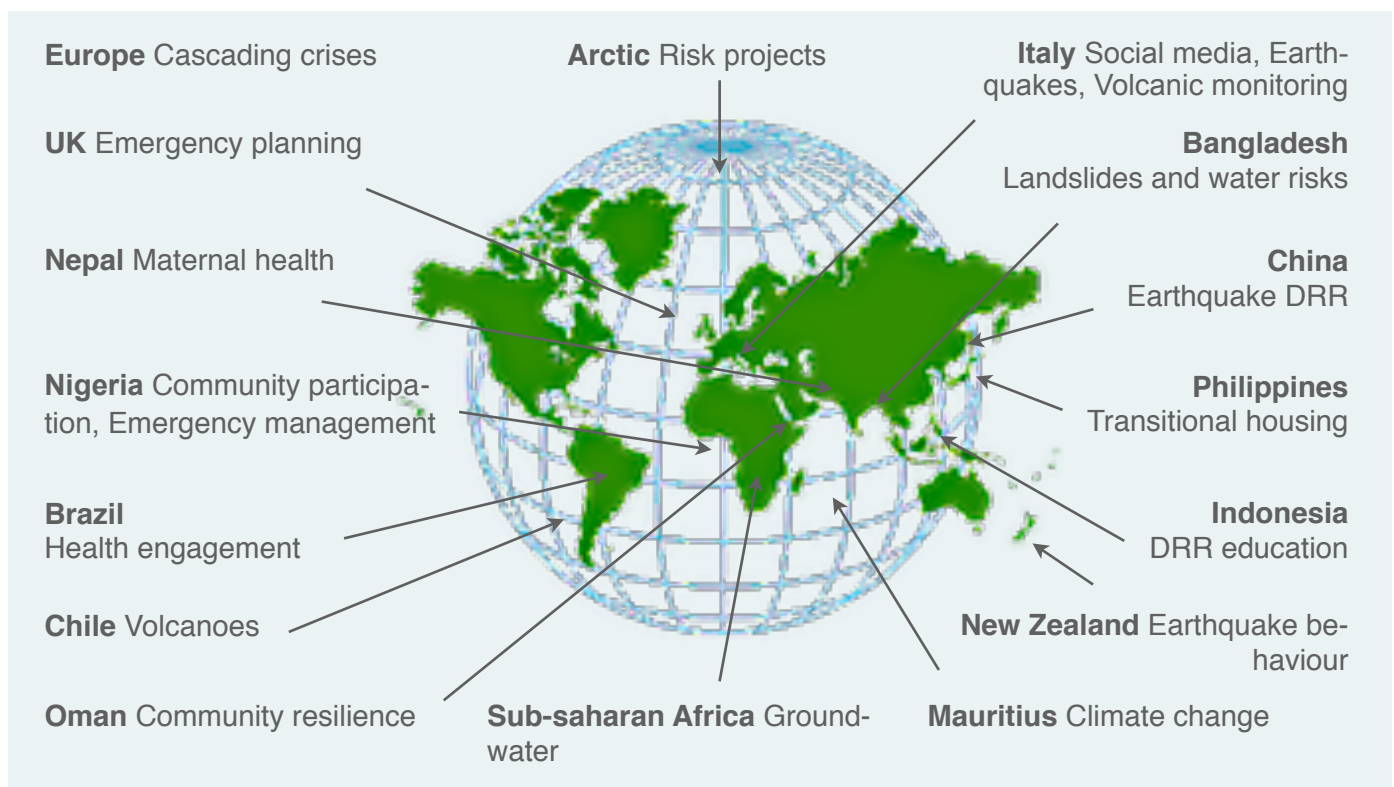 Europe Cascading crises
UK Emergency planning
Nepal Maternal health
Nigeria Community participa-
tion, Emergency management
Brazil
Health engagement
Chile Volcanoes
Oman Community resilience
Arctic Risk projects
Sub-saharan Africa Ground-
water
Italy Social media, Earth-
quakes, Volcanic monitoring
Bangladesh
Landslides and water risks
China
Earthquake DRR
Philippines
Transitional housing
Indonesia
DRR education
New Zealand Earthquake be-
haviour
Mauritius Climate change